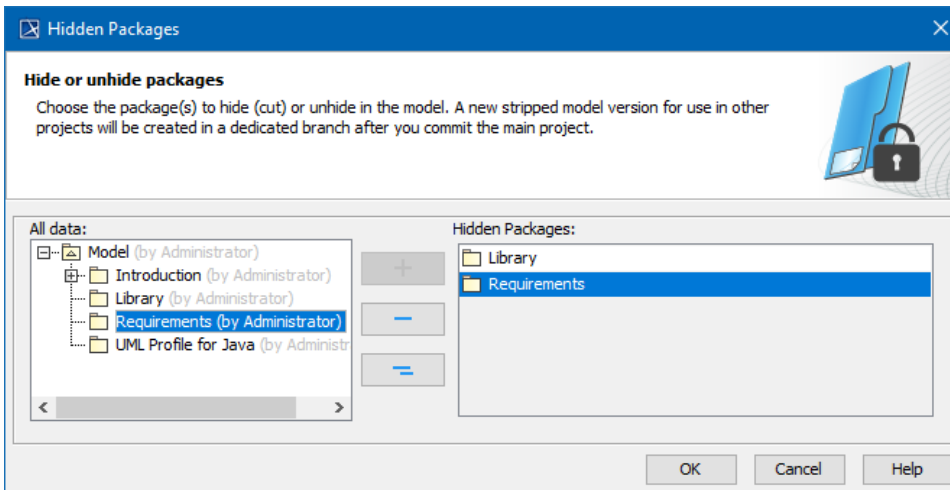 Hidden Packages
Hide or unhide packages
Choose the package(s) to hide (cut) or unhide in the model. A new stripped model version for use in other
projects will be created in a dedicated branch after you commit the main project.
All data:
Model (by Administrator)
Introduction (by Administrator)
Library (by Administrator)
Requirements (by Administrator)
UML Profile for Java (by Administr
Hidden Packages:
Library
Requirements
OK
Cancel
Help